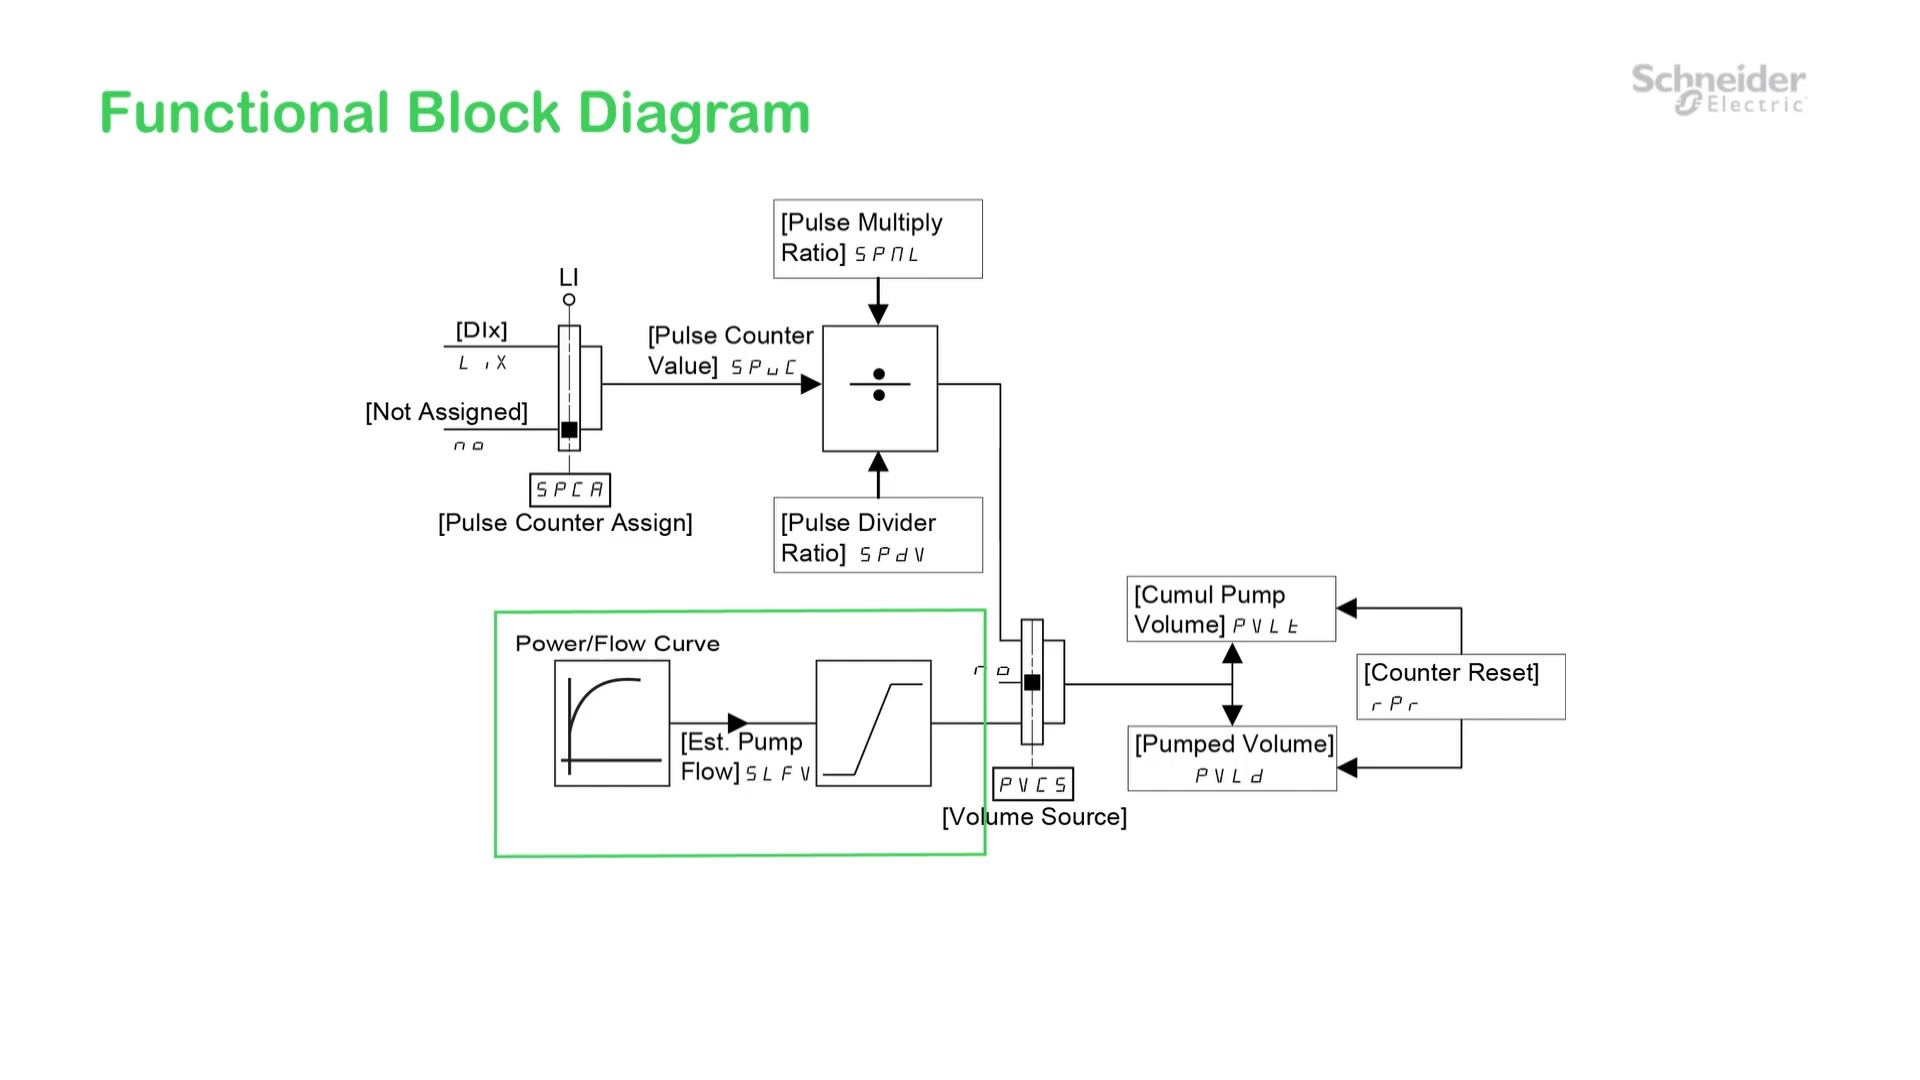 Functional Block Diagram
Schneider
Electric
[Pulse Multiply
Ratio] SPML
LI
[DIx]
LiX
[Pulse Counter
Value] SPuC
[Not Assigned]
no
SPCA
[Pulse Counter Assign]
[Pulse Divider
Ratio] SPdV
Power/Flow Curve
[Est. Pump
Flow] SLFV
no
PVCS
[Volume Source]
[Cumul Pump
Volume] PVLt
[Counter Reset]
rPr
[Pumped Volume]
PVLd